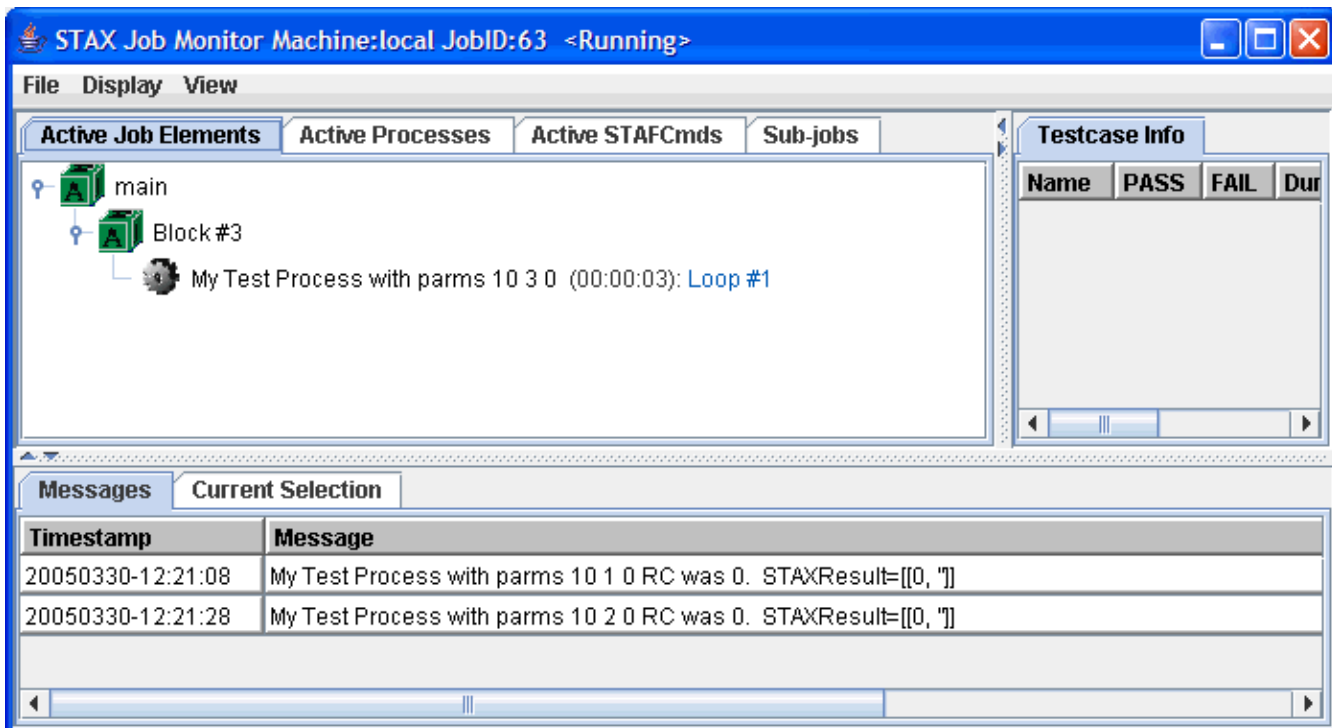 STAX Job Monitor Machine:local JobID:63 <Running>
File Display View
Active Job Elements Active Processes Active STAFCmds Sub-jobs Testcase Info
Name PASS FAIL Dur
A main
A Block #3
My Test Process with parms 10 3 0 (00:00:03): Loop #1
Messages Current Selection
Timestamp Message
20050330-12:21:08 My Test Process with parms 10 1 0 RC was 0. STAXResult=[[0, '']]
20050330-12:21:28 My Test Process with parms 10 2 0 RC was 0. STAXResult=[[0, '']]